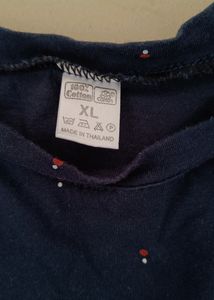 100%
Cotton
XL
MADE IN THAILAND